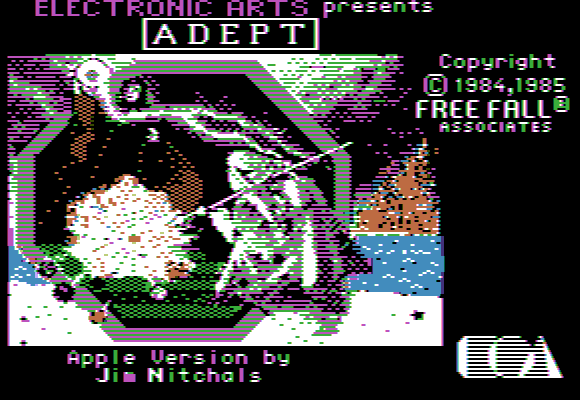 ELECTRONIC ARTS presents
ADEPT
Copyright
© 1984,1985
FREE FALL®
ASSOCIATES
Apple Version by
Jim Nitchals